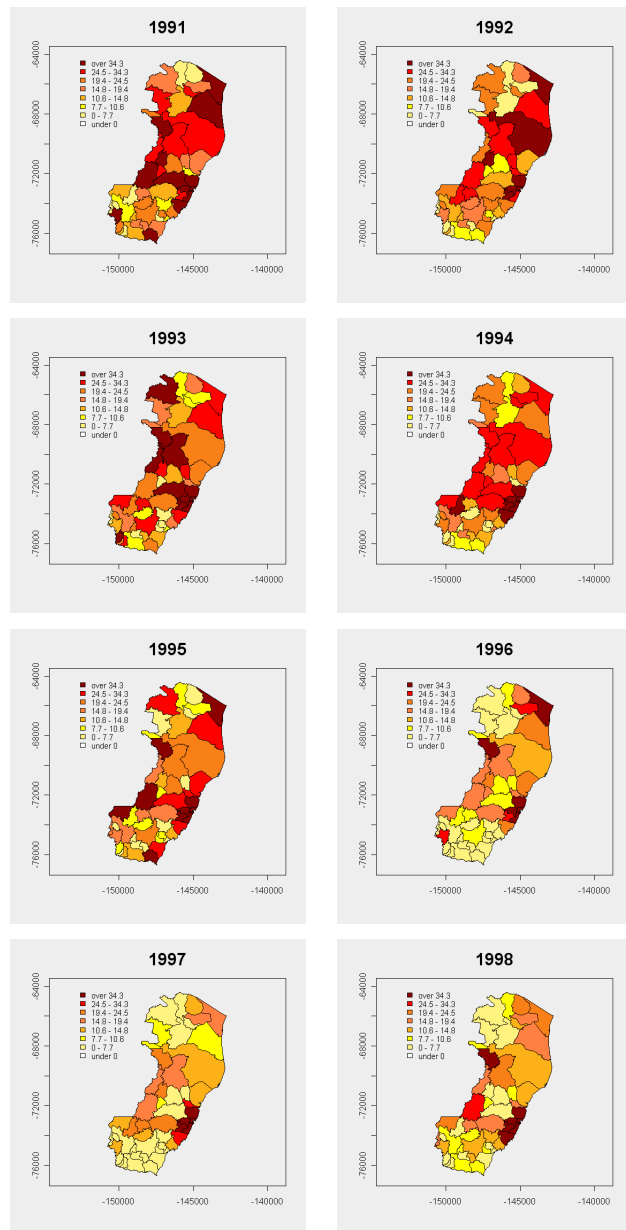 1991
over 34.3
24.5 - 34.3
19.4 - 24.5
14.8 - 19.4
10.6 - 14.8
7.7 - 10.6
0 - 7.7
under 0
-64000
-68000
-72000
-76000
-150000 -145000 -140000
1992
over 34.3
24.5 - 34.3
19.4 - 24.5
14.8 - 19.4
10.6 - 14.8
7.7 - 10.6
0 - 7.7
under 0
-64000
-68000
-72000
-76000
-150000 -145000 -140000
1993
over 34.3
24.5 - 34.3
19.4 - 24.5
14.8 - 19.4
10.6 - 14.8
7.7 - 10.6
0 - 7.7
under 0
-64000
-68000
-72000
-76000
-150000 -145000 -140000
1994
over 34.3
24.5 - 34.3
19.4 - 24.5
14.8 - 19.4
10.6 - 14.8
7.7 - 10.6
0 - 7.7
under 0
-64000
-68000
-72000
-76000
-150000 -145000 -140000
1995
over 34.3
24.5 - 34.3
19.4 - 24.5
14.8 - 19.4
10.6 - 14.8
7.7 - 10.6
0 - 7.7
under 0
-64000
-68000
-72000
-76000
-150000 -145000 -140000
1996
over 34.3
24.5 - 34.3
19.4 - 24.5
14.8 - 19.4
10.6 - 14.8
7.7 - 10.6
0 - 7.7
under 0
-64000
-68000
-72000
-76000
-150000 -145000 -140000
1997
over 34.3
24.5 - 34.3
19.4 - 24.5
14.8 - 19.4
10.6 - 14.8
7.7 - 10.6
0 - 7.7
under 0
-64000
-68000
-72000
-76000
-150000 -145000 -140000
1998
over 34.3
24.5 - 34.3
19.4 - 24.5
14.8 - 19.4
10.6 - 14.8
7.7 - 10.6
0 - 7.7
under 0
-64000
-68000
-72000
-76000
-150000 -145000 -140000